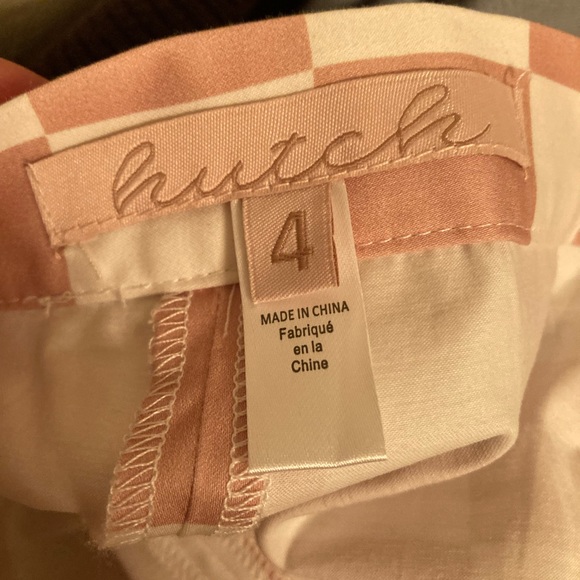 hutch
4
MADE IN CHINA
Fabriqué
en la
Chine